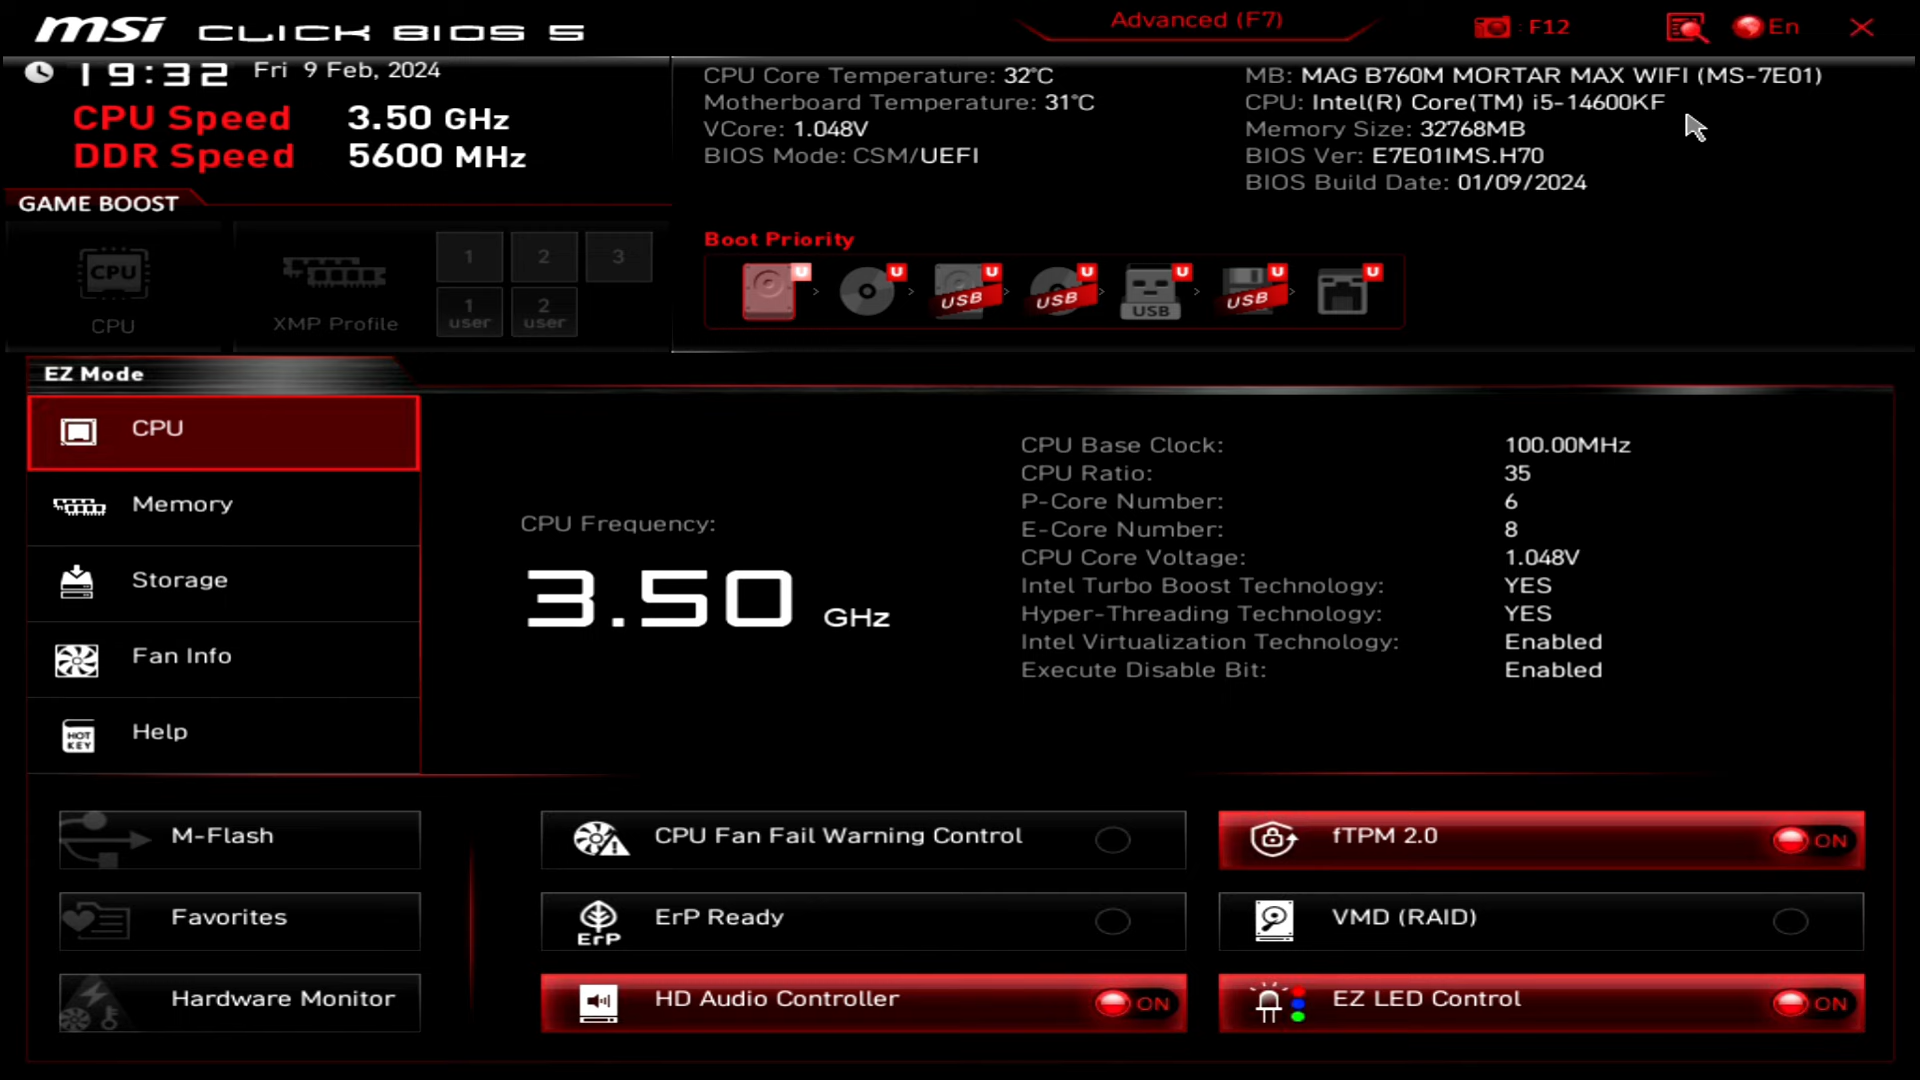 msi CLICK BIOS 5
Advanced (F7)
F12
En
19:32 Fri 9 Feb, 2024
CPU Speed 3.50 GHz
DDR Speed 5600 MHz
CPU Core Temperature: 32°C
Motherboard Temperature: 31°C
VCore: 1.048V
BIOS Mode: CSM/UEFI
MB: MAG B760M MORTAR MAX WIFI (MS-7E01)
CPU: Intel(R) Core(TM) i5-14600KF
Memory Size: 32768MB
BIOS Ver: E7E01IMS.H70
BIOS Build Date: 01/09/2024
GAME BOOST
CPU
CPU
XMP Profile
1 2 3
1 user
2 user
Boot Priority
U U U U U U U
USB USB USB USB
EZ Mode
CPU
Memory
Storage
Fan Info
HOT KEY
Help
CPU Frequency:
3.50 GHz
CPU Base Clock: 100.00MHz
CPU Ratio: 35
P-Core Number: 6
E-Core Number: 8
CPU Core Voltage: 1.048V
Intel Turbo Boost Technology: YES
Hyper-Threading Technology: YES
Intel Virtualization Technology: Enabled
Execute Disable Bit: Enabled
M-Flash
Favorites
Hardware Monitor
CPU Fan Fail Warning Control
ErP
ErP Ready
HD Audio Controller ON
fTPM 2.0 ON
VMD (RAID)
EZ LED Control ON